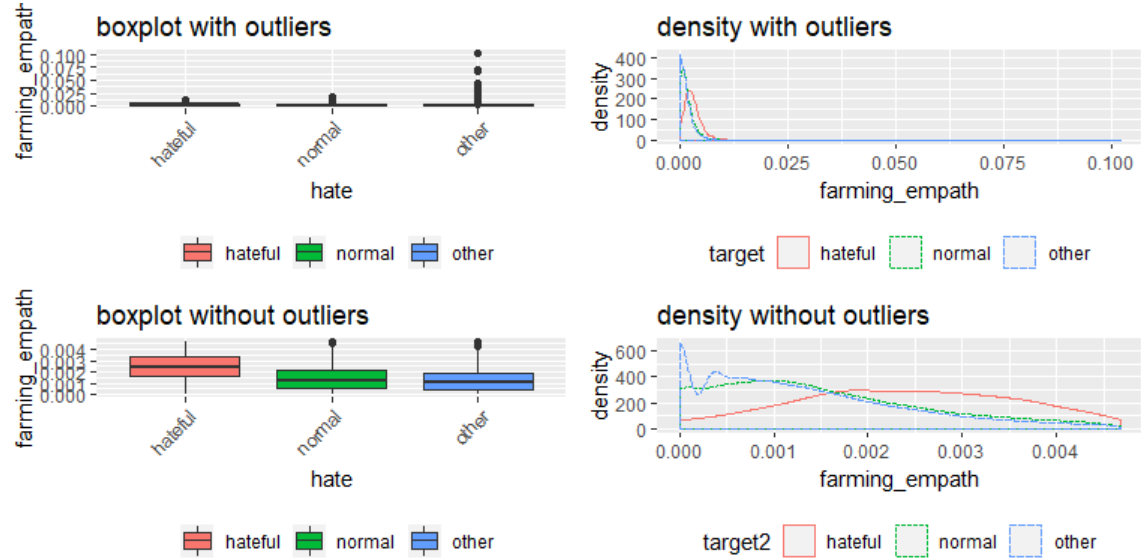 boxplot with outliers
farming_empath
0.100
0.075
0.050
0.025
0.000
hateful
normal
other
hate
hateful normal other
density with outliers
density
400
300
200
100
0
0.000 0.025 0.050 0.075 0.100
farming_empath
target hateful normal other
boxplot without outliers
farming_empath
0.004
0.003
0.002
0.001
0.000
hateful
normal
other
hate
hateful normal other
density without outliers
density
600
400
200
0
0.000 0.001 0.002 0.003 0.004
farming_empath
target2 hateful normal other